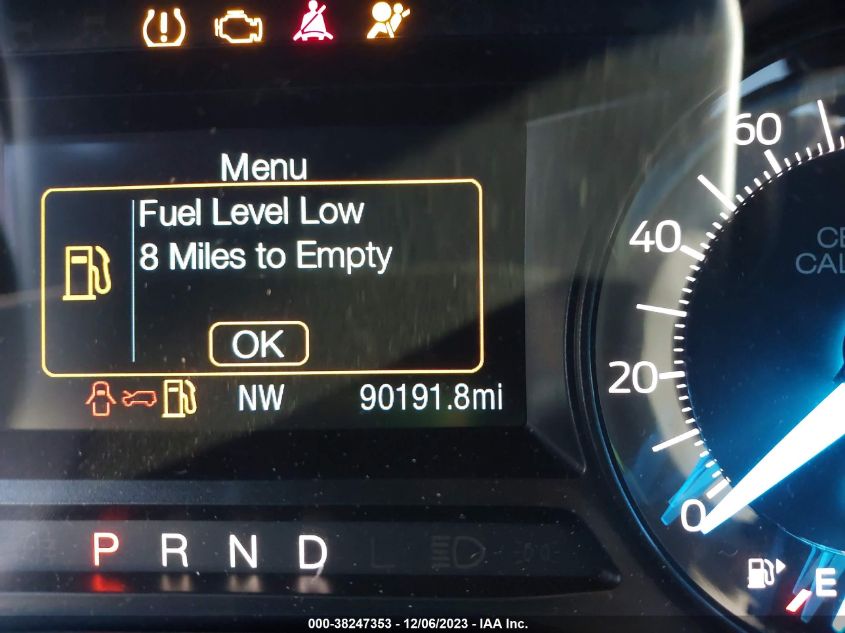 Menu
Fuel Level Low
8 Miles to Empty
OK
NW 90191.8mi
P R N D L
60
40
20
0
E
000-38247353 - 12/06/2023 - IAA Inc.